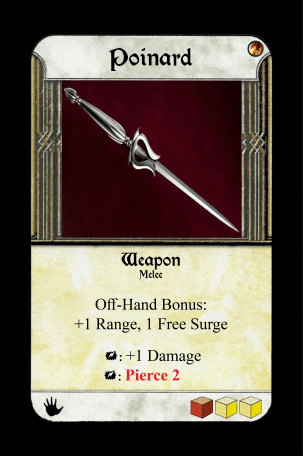 Poinard
Weapon
Melee
Off-Hand Bonus:
+1 Range, 1 Free Surge
: +1 Damage
: Pierce 2